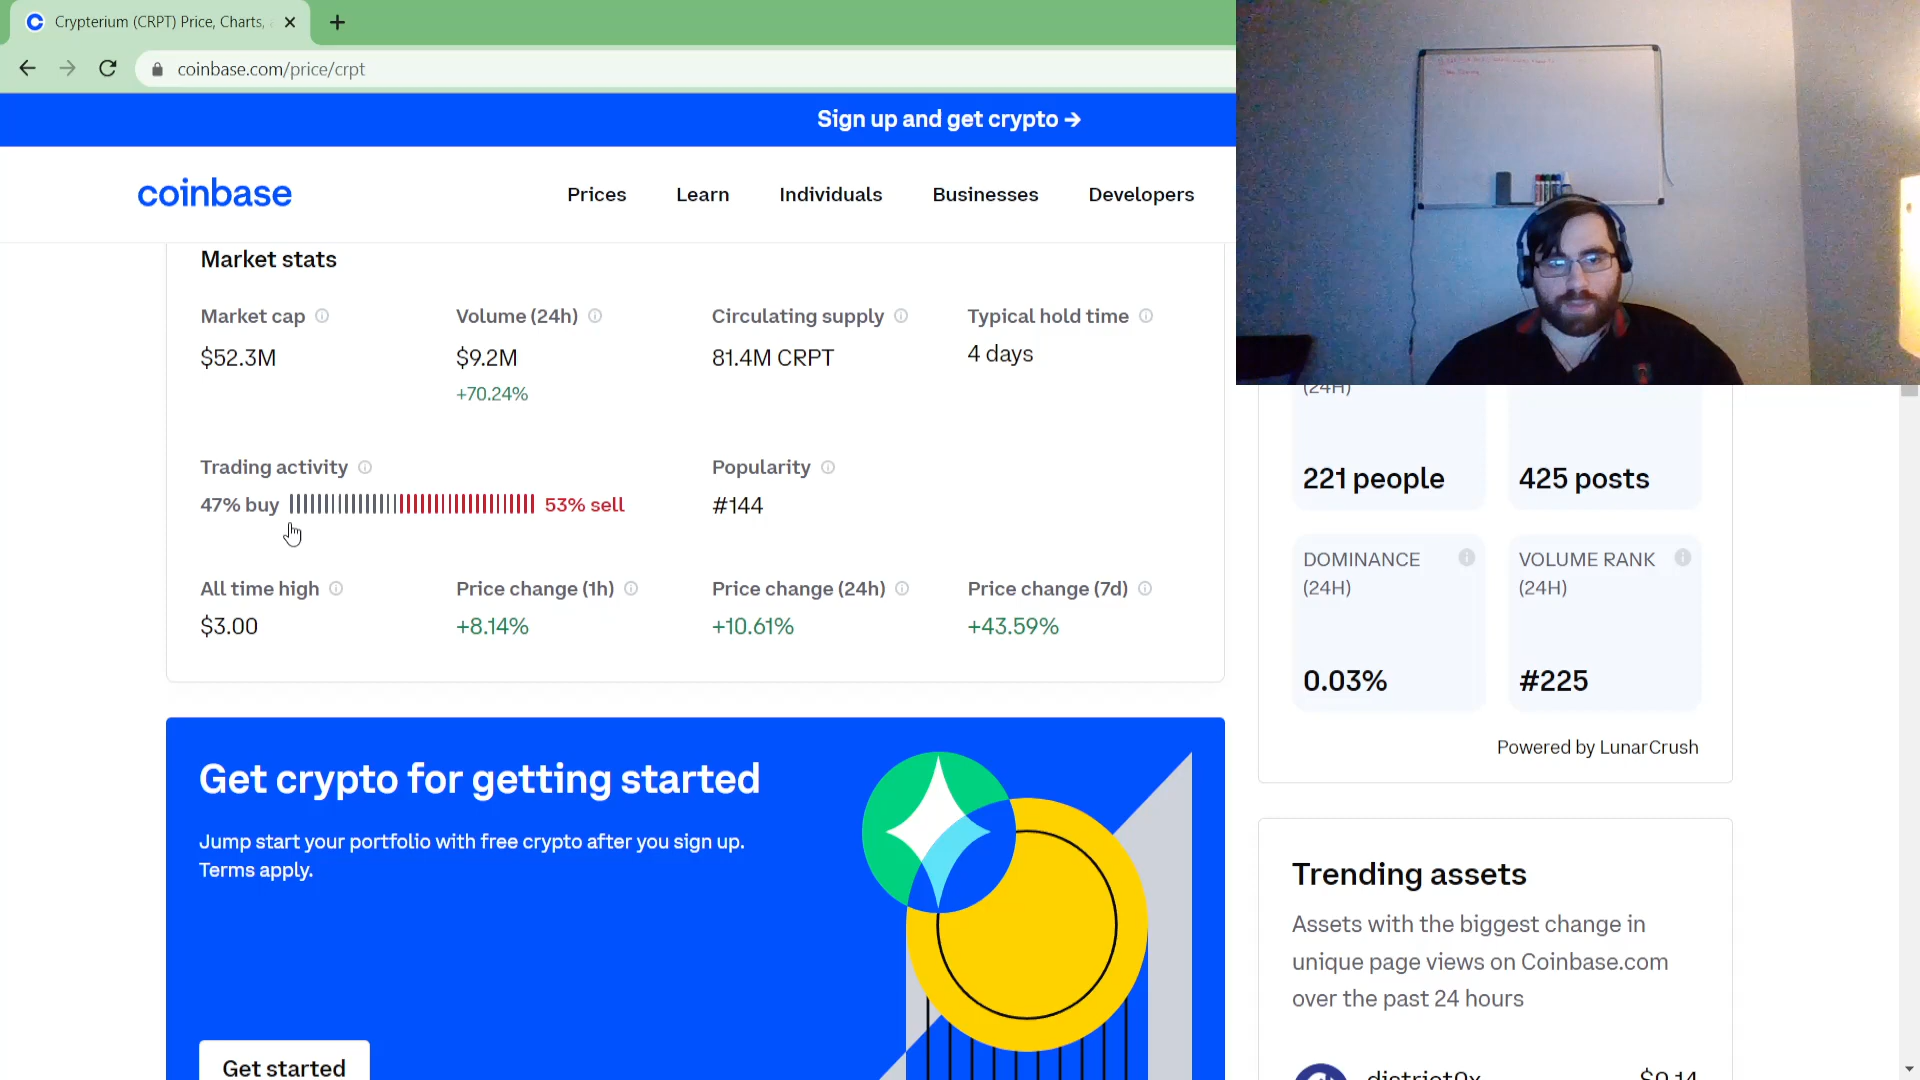 Crypterium (CRPT) Price, Charts,
coinbase.com/price/crpt
Sign up and get crypto →
coinbase
Prices
Learn
Individuals
Businesses
Developers
Market stats
Market cap
$52.3M
Volume (24h)
$9.2M
+70.24%
Circulating supply
81.4M CRPT
Typical hold time
4 days
Trading activity
47% buy
53% sell
Popularity
#144
All time high
$3.00
Price change (1h)
+8.14%
Price change (24h)
+10.61%
Price change (7d)
+43.59%
Get crypto for getting started
Jump start your portfolio with free crypto after you sign up.
Terms apply.
Get started
(24H)
221 people
425 posts
DOMINANCE
(24H)
0.03%
VOLUME RANK
(24H)
#225
Powered by LunarCrush
Trending assets
Assets with the biggest change in
unique page views on Coinbase.com
over the past 24 hours
district0x
$0.14